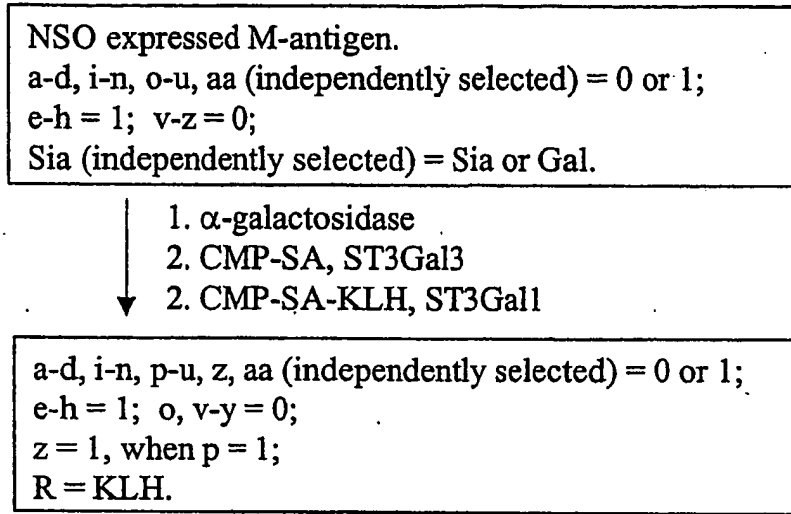 NSO expressed M-antigen.
a-d, i-n, o-u, aa (independently selected) = 0 or 1;
e-h = 1; v-z = 0;
Sia (independently selected) = Sia or Gal.
1. α-galactosidase
2. CMP-SA, ST3Gal3
2. CMP-SA-KLH, ST3Gal1
a-d, i-n, p-u, z, aa (independently selected) = 0 or 1;
e-h = 1; o, v-y = 0;
z = 1, when p = 1;
R = KLH.